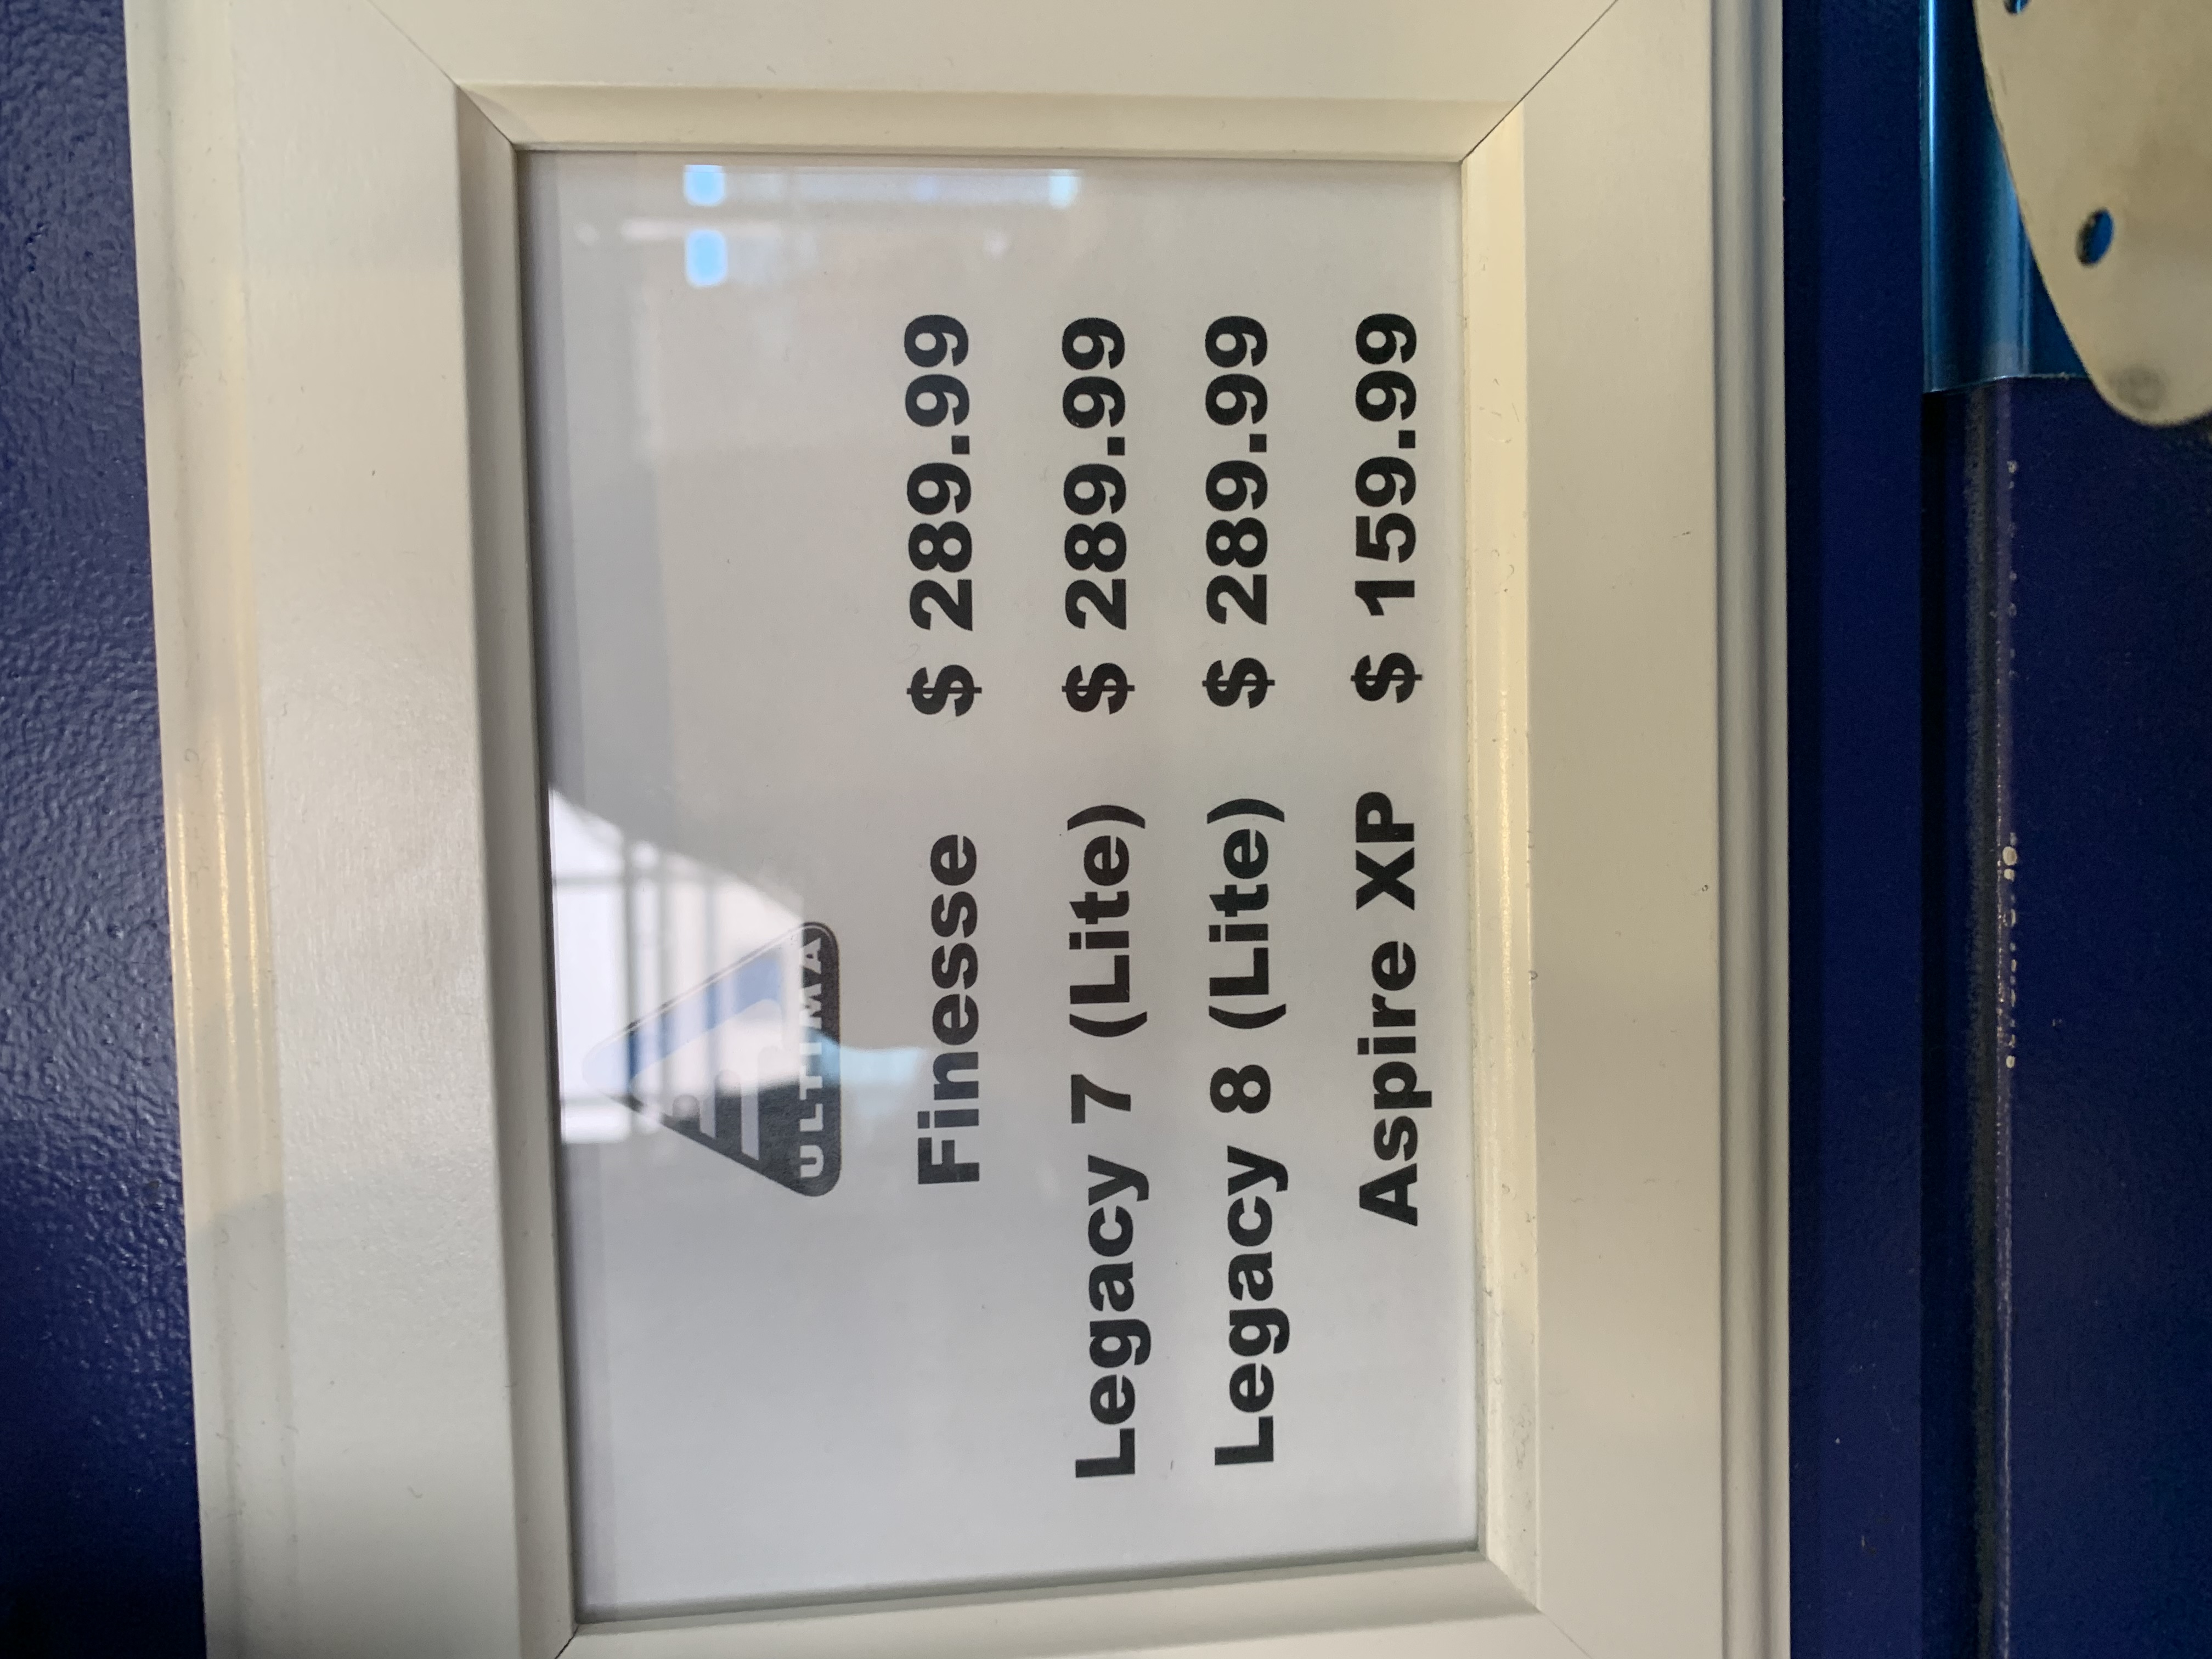 ULTIMA
Finesse $ 289.99
Legacy 7 (Lite) $ 289.99
Legacy 8 (Lite) $ 289.99
Aspire XP $ 159.99